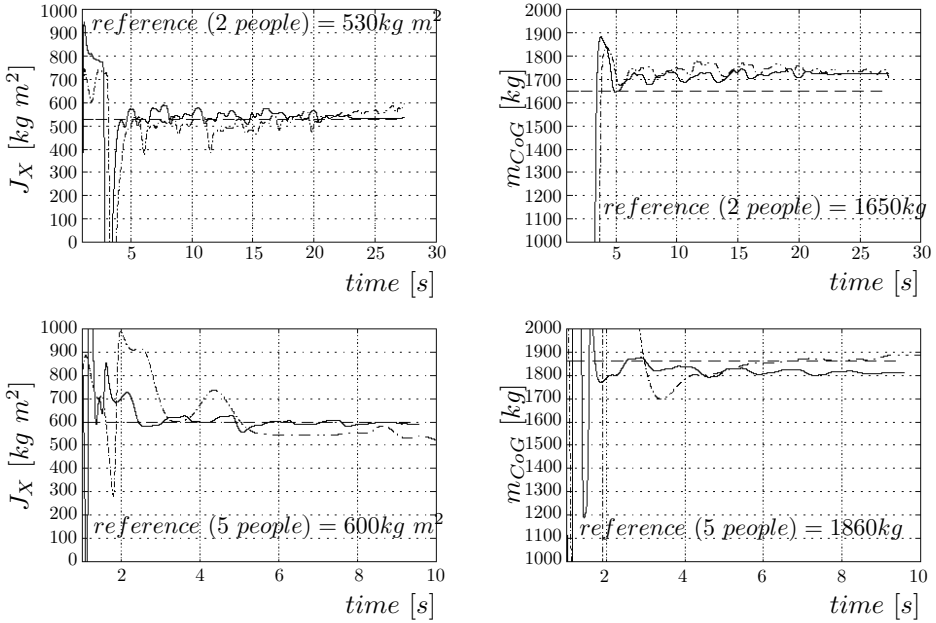 1000
900
800
700
600
500
400
300
200
100
0
J_X [kg m²]
reference (2 people) = 530kg m²
5 10 15 20 25 30
time [s]
2000
1900
1800
1700
1600
1500
1400
1300
1200
1100
1000
m_CoG [kg]
reference (2 people) = 1650kg
5 10 15 20 25 30
time [s]
1000
900
800
700
600
500
400
300
200
100
0
J_X [kg m²]
reference (5 people) = 600kg m²
2 4 6 8 10
time [s]
2000
1900
1800
1700
1600
1500
1400
1300
1200
1100
1000
m_CoG [kg]
reference (5 people) = 1860kg
2 4 6 8 10
time [s]